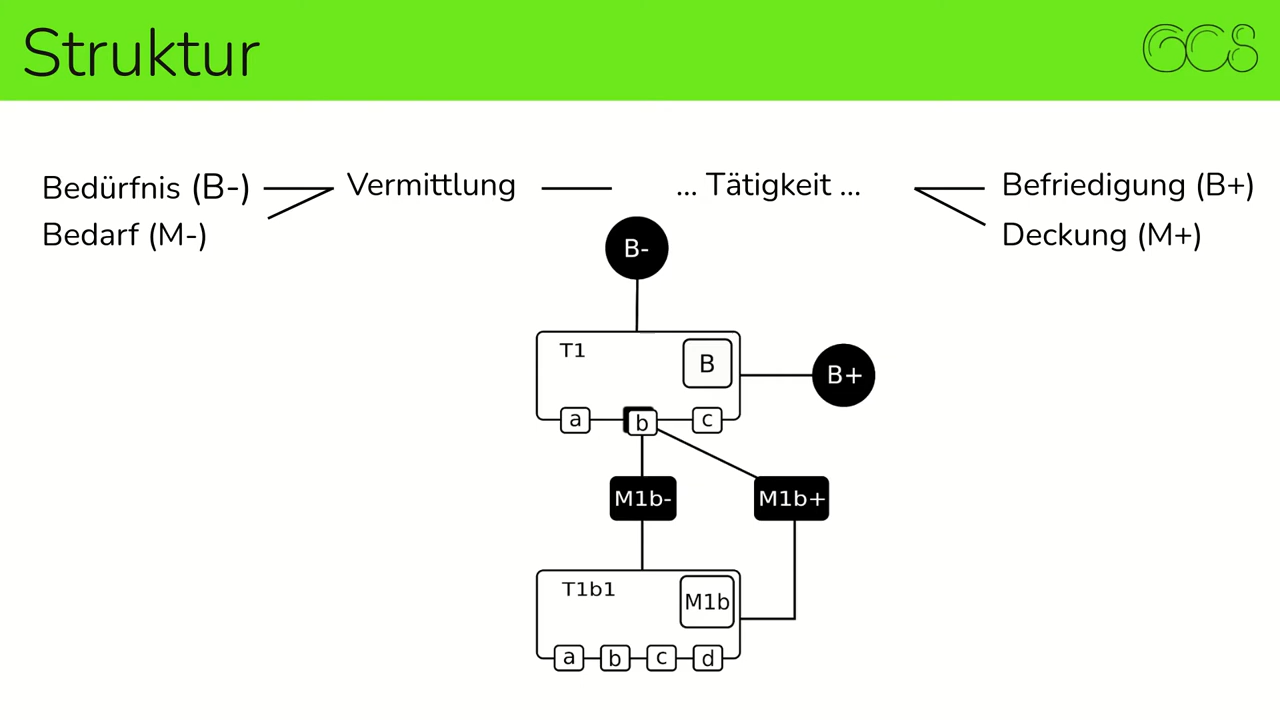 Struktur
GCS
Bedürfnis (B-)
Vermittlung
... Tätigkeit ...
Befriedigung (B+)
Bedarf (M-)
Deckung (M+)
B-
T1
B
B+
a
b
c
M1b-
M1b+
T1b1
M1b
a
b
c
d